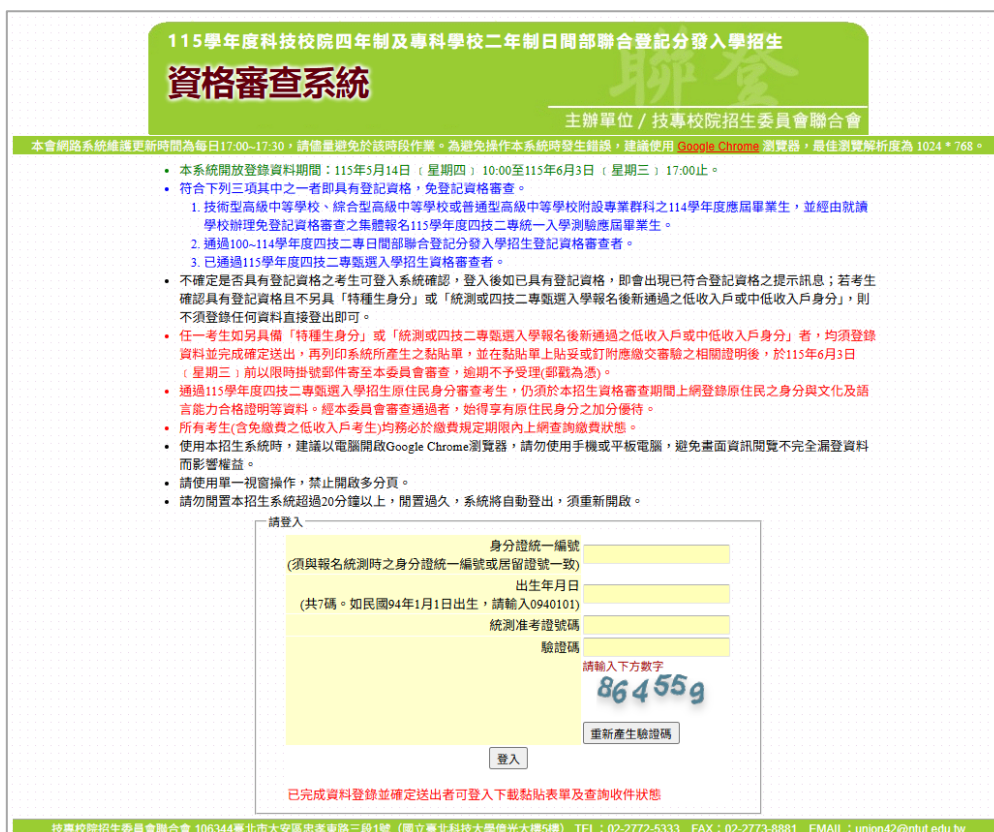 115學年度科技校院四年制及專科學校二年制日間部聯合登記分發入學招生
聯登
資格審查系統
主辦單位 / 技專校院招生委員會聯合會
本會網路系統維護更新時間為每日17:00~17:30，請儘量避免於該時段作業。為避免操作本系統時發生錯誤，建議使用 Google Chrome 瀏覽器，最佳瀏覽解析度為 1024 * 768。
• 本系統開放登錄資料期間：115年5月14日﹝星期四﹞10:00至115年6月3日﹝星期三﹞17:00止。
• 符合下列三項其中之一者即具有登記資格，免登記資格審查。
1. 技術型高級中等學校、綜合型高級中等學校或普通型高級中等學校附設專業群科之114學年度應屆畢業生，並經由就讀
學校辦理免登記資格審查之集體報名115學年度四技二專統一入學測驗應屆畢業生。
2. 通過100~114學年度四技二專日間部聯合登記分發入學招生登記資格審查者。
3. 已通過115學年度四技二專甄選入學招生資格審查者。
• 不確定是否具有登記資格之考生可登入系統確認，登入後如已具有登記資格，即會出現已符合登記資格之提示訊息；若考生
確認具有登記資格且不另具「特種生身分」或「統測或四技二專甄選入學報名後新通過之低收入戶或中低收入戶身分」，則
不須登錄任何資料直接登出即可。
• 任一考生如另具備「特種生身分」或「統測或四技二專甄選入學報名後新通過之低收入戶或中低收入戶身分」者，均須登錄
資料並完成確定送出，再列印系統所產生之黏貼單，並在黏貼單上貼妥或釘附應繳交審驗之相關證明後，於115年6月3日
﹝星期三﹞前以限時掛號郵件寄至本委員會審查，逾期不予受理(郵戳為憑)。
• 通過115學年度四技二專甄選入學招生原住民身分審查考生，仍須於本招生資格審查期間上網登錄原住民之身分與文化及語
言能力合格證明等資料。經本委員會審查通過者，始得享有原住民身分之加分優待。
• 所有考生(含免繳費之低收入戶考生)均務必於繳費規定期限內上網查詢繳費狀態。
• 使用本招生系統時，建議以電腦開啟Google Chrome瀏覽器，請勿使用手機或平板電腦，避免畫面資訊閱覽不完全漏登資料
而影響權益。
• 請使用單一視窗操作，禁止開啟多分頁。
• 請勿閒置本招生系統超過20分鐘以上，閒置過久，系統將自動登出，須重新開啟。
請登入
身分證統一編號
(須與報名統測時之身分證統一編號或居留證號一致)
出生年月日
(共7碼。如民國94年1月1日出生，請輸入0940101)
統測准考證號碼
驗證碼
請輸入下方數字
864559
重新產生驗證碼
登入
已完成資料登錄並確定送出者可登入下載黏貼表單及查詢收件狀態
技專校院招生委員會聯合會 106344臺北市大安區忠孝東路三段1號（國立臺北科技大學億光大樓5樓） TEL：02-2772-5333 FAX：02-2773-8881 EMAIL：union42@ntut.edu.tw